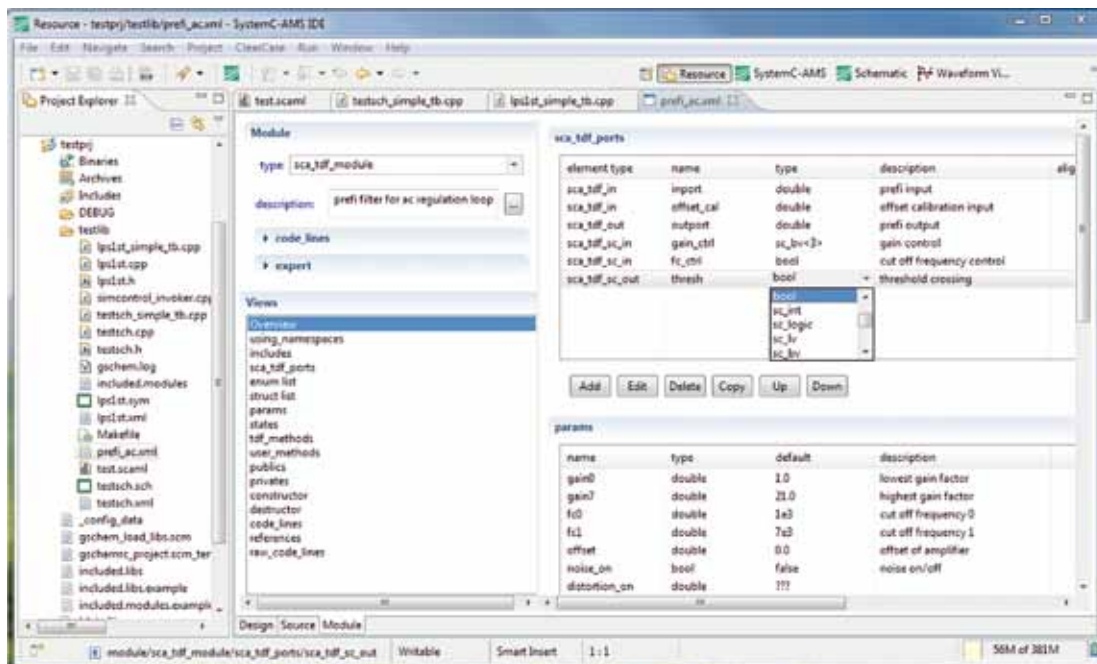 Resource - testprj/testlib/prefi_ac.xml - SystemC-AMS IDE
File Edit Navigate Search Project ClearCase Run Window Help
Resource SystemC-AMS Schematic Waveform Vi...
Project Explorer
test.scaml testsch_simple_tb.cpp lps1st_simple_tb.cpp prefi_ac.xml
testprj
Binaries
Archives
Includes
DEBUG
testlib
lps1st_simple_tb.cpp
lps1st.cpp
lps1st.h
simcontrol_invoker.cpp
testsch_simple_tb.cpp
testsch.cpp
testsch.h
gschem.log
included.modules
lps1st.sym
lps1st.xml
Makefile
prefi_ac.xml
test.scaml
testsch.sch
testsch.xml
_config_data
gschem_load_libs.scm
gschemrc_project.scm_ter
included.libs
included.libs.example
included.modules.example
Module
type: sca_tdf_module
description: prefi filter for ac regulation loop ...
code_lines
expert
Views
Overview
using_namespaces
includes
sca_tdf_ports
enum list
struct list
params
states
tdf_methods
user_methods
publics
privates
constructor
destructor
code_lines
references
raw_code_lines
Design Source Module
sca_tdf_ports
element type name type description alig
sca_tdf_in inport double prefi input
sca_tdf_in offset_cal double offset calibration input
sca_tdf_out outport double prefi output
sca_tdf_sc_in gain_ctrl sc_bv<3> gain control
sca_tdf_sc_in fc_ctrl bool cut off frequency control
sca_tdf_sc_out thresh bool threshold crossing
bool
sc_int
sc_logic
sc_lv
sc_bv
Add Edit Delete Copy Up Down
params
name type default description
gain0 double 1.0 lowest gain factor
gain7 double 21.0 highest gain factor
fc0 double 1e3 cut off frequency 0
fc1 double 7e3 cut off frequency 1
offset double 0.0 offset of amplifier
noise_on bool false noise on/off
distortion_on double ???
module/sca_tdf_module/sca_tdf_ports/sca_tdf_sc_out Writable Smart Insert 1:1 56M of 381M